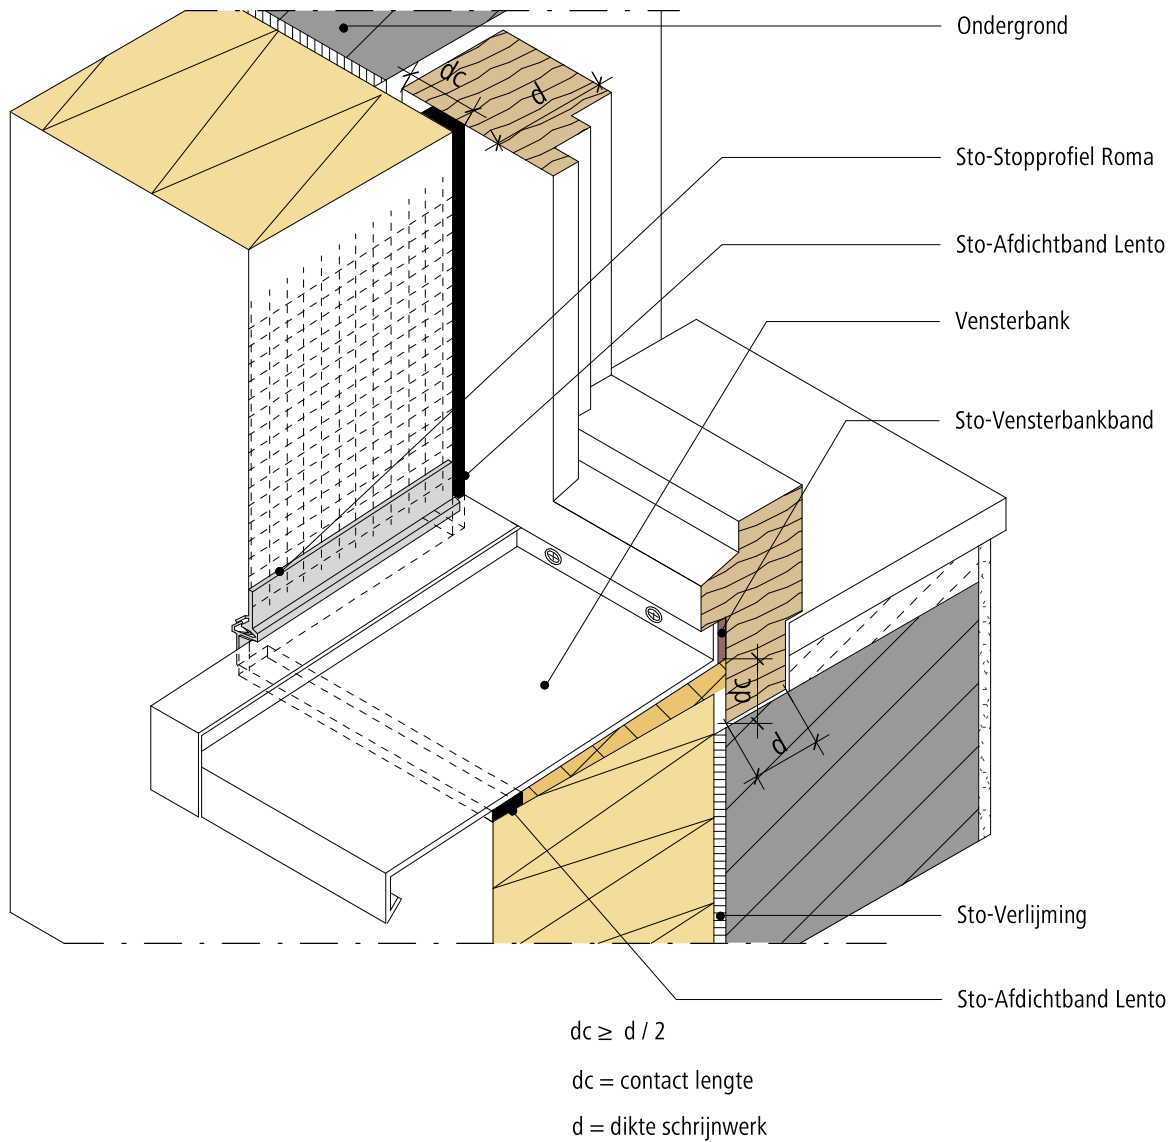 Ondergrond
dc
d
Sto-Stopprofiel Roma
Sto-Afdichtband Lento
Vensterbank
Sto-Vensterbankband
dc
d
Sto-Verlijming
Sto-Afdichtband Lento
dc ≥ d / 2
dc = contact lengte
d = dikte schrijnwerk